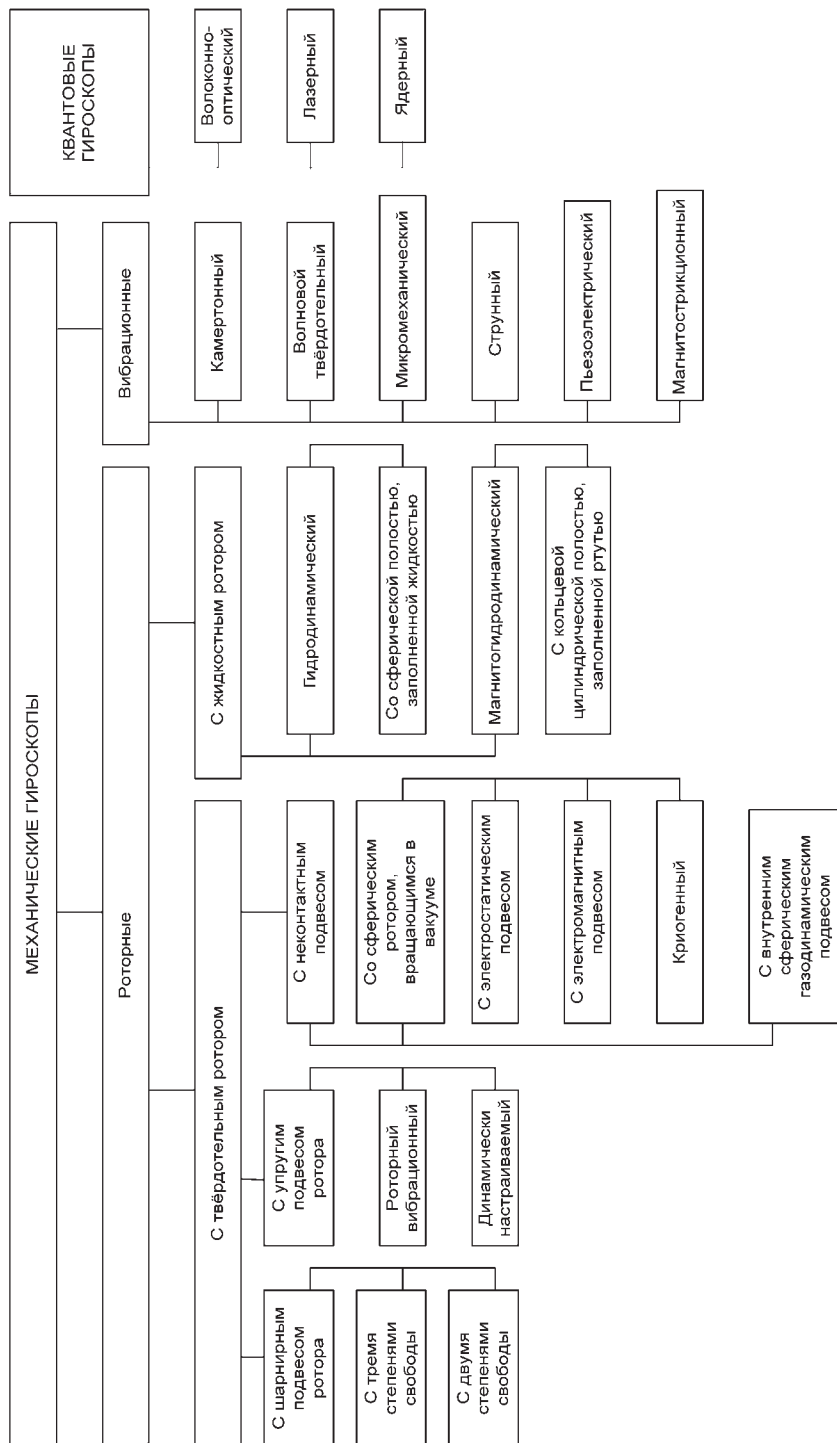 МЕХАНИЧЕСКИЕ ГИРОСКОПЫ
КВАНТОВЫЕ
ГИРОСКОПЫ
Роторные
Вибрационные
С твёрдотельным ротором
С жидкостным ротором
Камертонный
Волоконно-
оптический
С шарнирным
подвесом
ротора
С упругим
подвесом
ротора
С неконтактным
подвесом
Гидродинамический
Волновой
твёрдотельный
Лазерный
С тремя
степенями
свободы
Роторный
вибрационный
Со сферическим
ротором,
вращающимся в
вакууме
Со сферической полостью,
заполненной жидкостью
Микромеханический
Ядерный
С двумя
степенями
свободы
Динамически
настраиваемый
С электростатическим
подвесом
Магнитогидродинамический
Струнный
С электромагнитным
подвесом
С кольцевой
цилиндрической полостью,
заполненной ртутью
Пьезоэлектрический
Криогенный
Магнитострикционный
С внутренним
сферическим
газодинамическим
подвесом